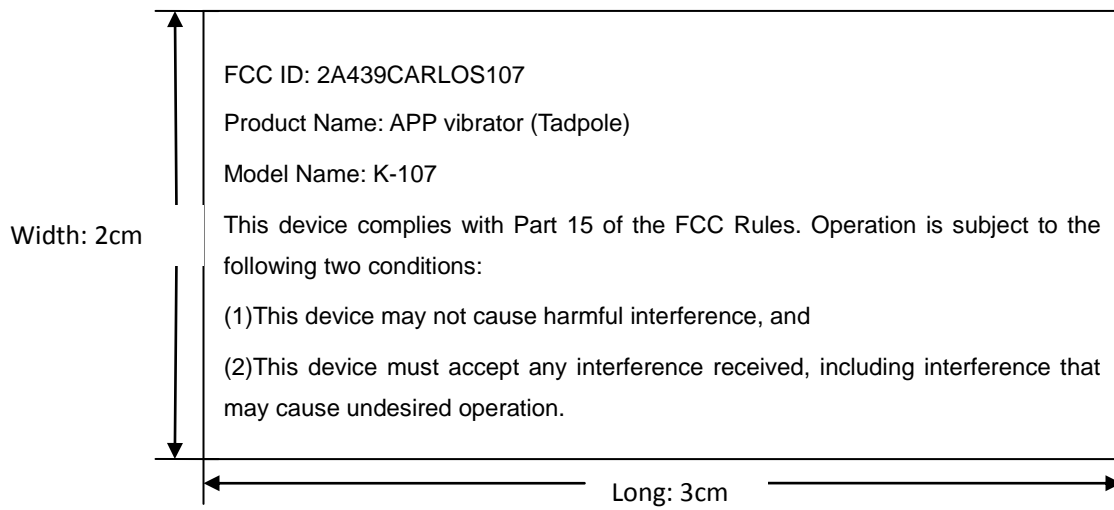 FCC ID: 2A439CARLOS107
Product Name: APP vibrator (Tadpole)
Model Name: K-107
Width: 2cm
This device complies with Part 15 of the FCC Rules. Operation is subject to the
following two conditions:
(1)This device may not cause harmful interference, and
(2)This device must accept any interference received, including interference that
may cause undesired operation.
Long: 3cm